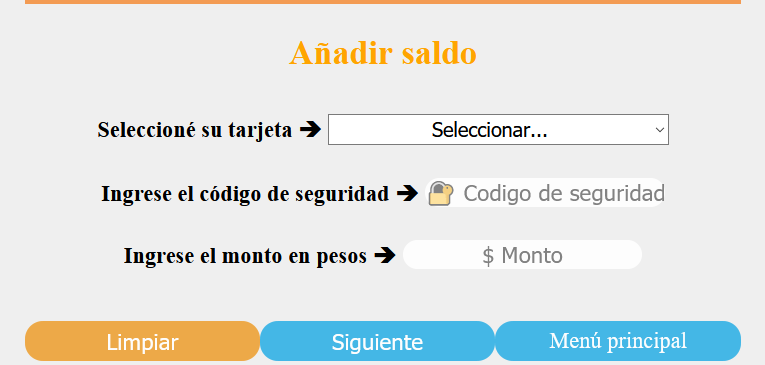 Añadir saldo
Seleccioné su tarjeta ➔ Seleccionar...
Ingrese el código de seguridad ➔ Codigo de seguridad
Ingrese el monto en pesos ➔ $ Monto
Limpiar Siguiente Menú principal